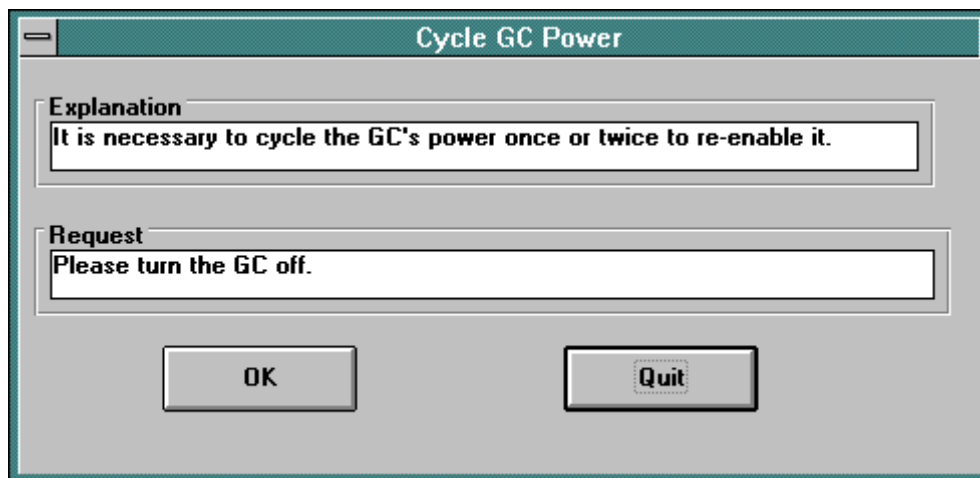 Cycle GC Power
Explanation
It is necessary to cycle the GC's power once or twice to re-enable it.
Request
Please turn the GC off.
OK
Quit